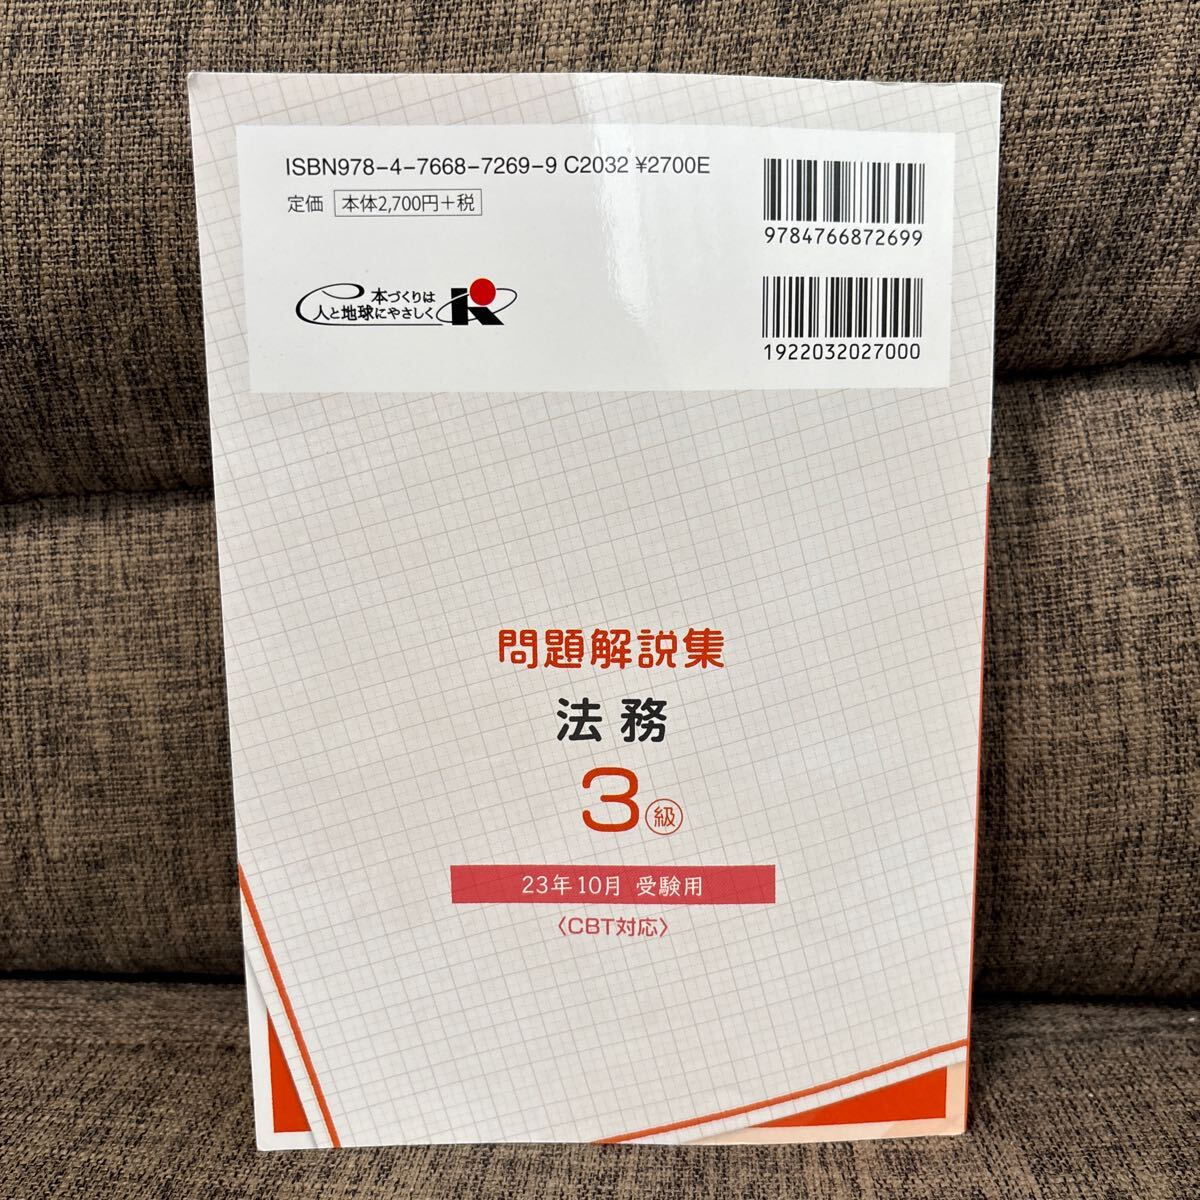 ISBN978-4-7668-7269-9 C2032 ¥2700E
定価 本体2,700円+税
9784766872699
本づくりは
人と地球にやさしく
K
1922032027000
問題解説集
法務
3級
23年10月 受験用
〈CBT対応〉